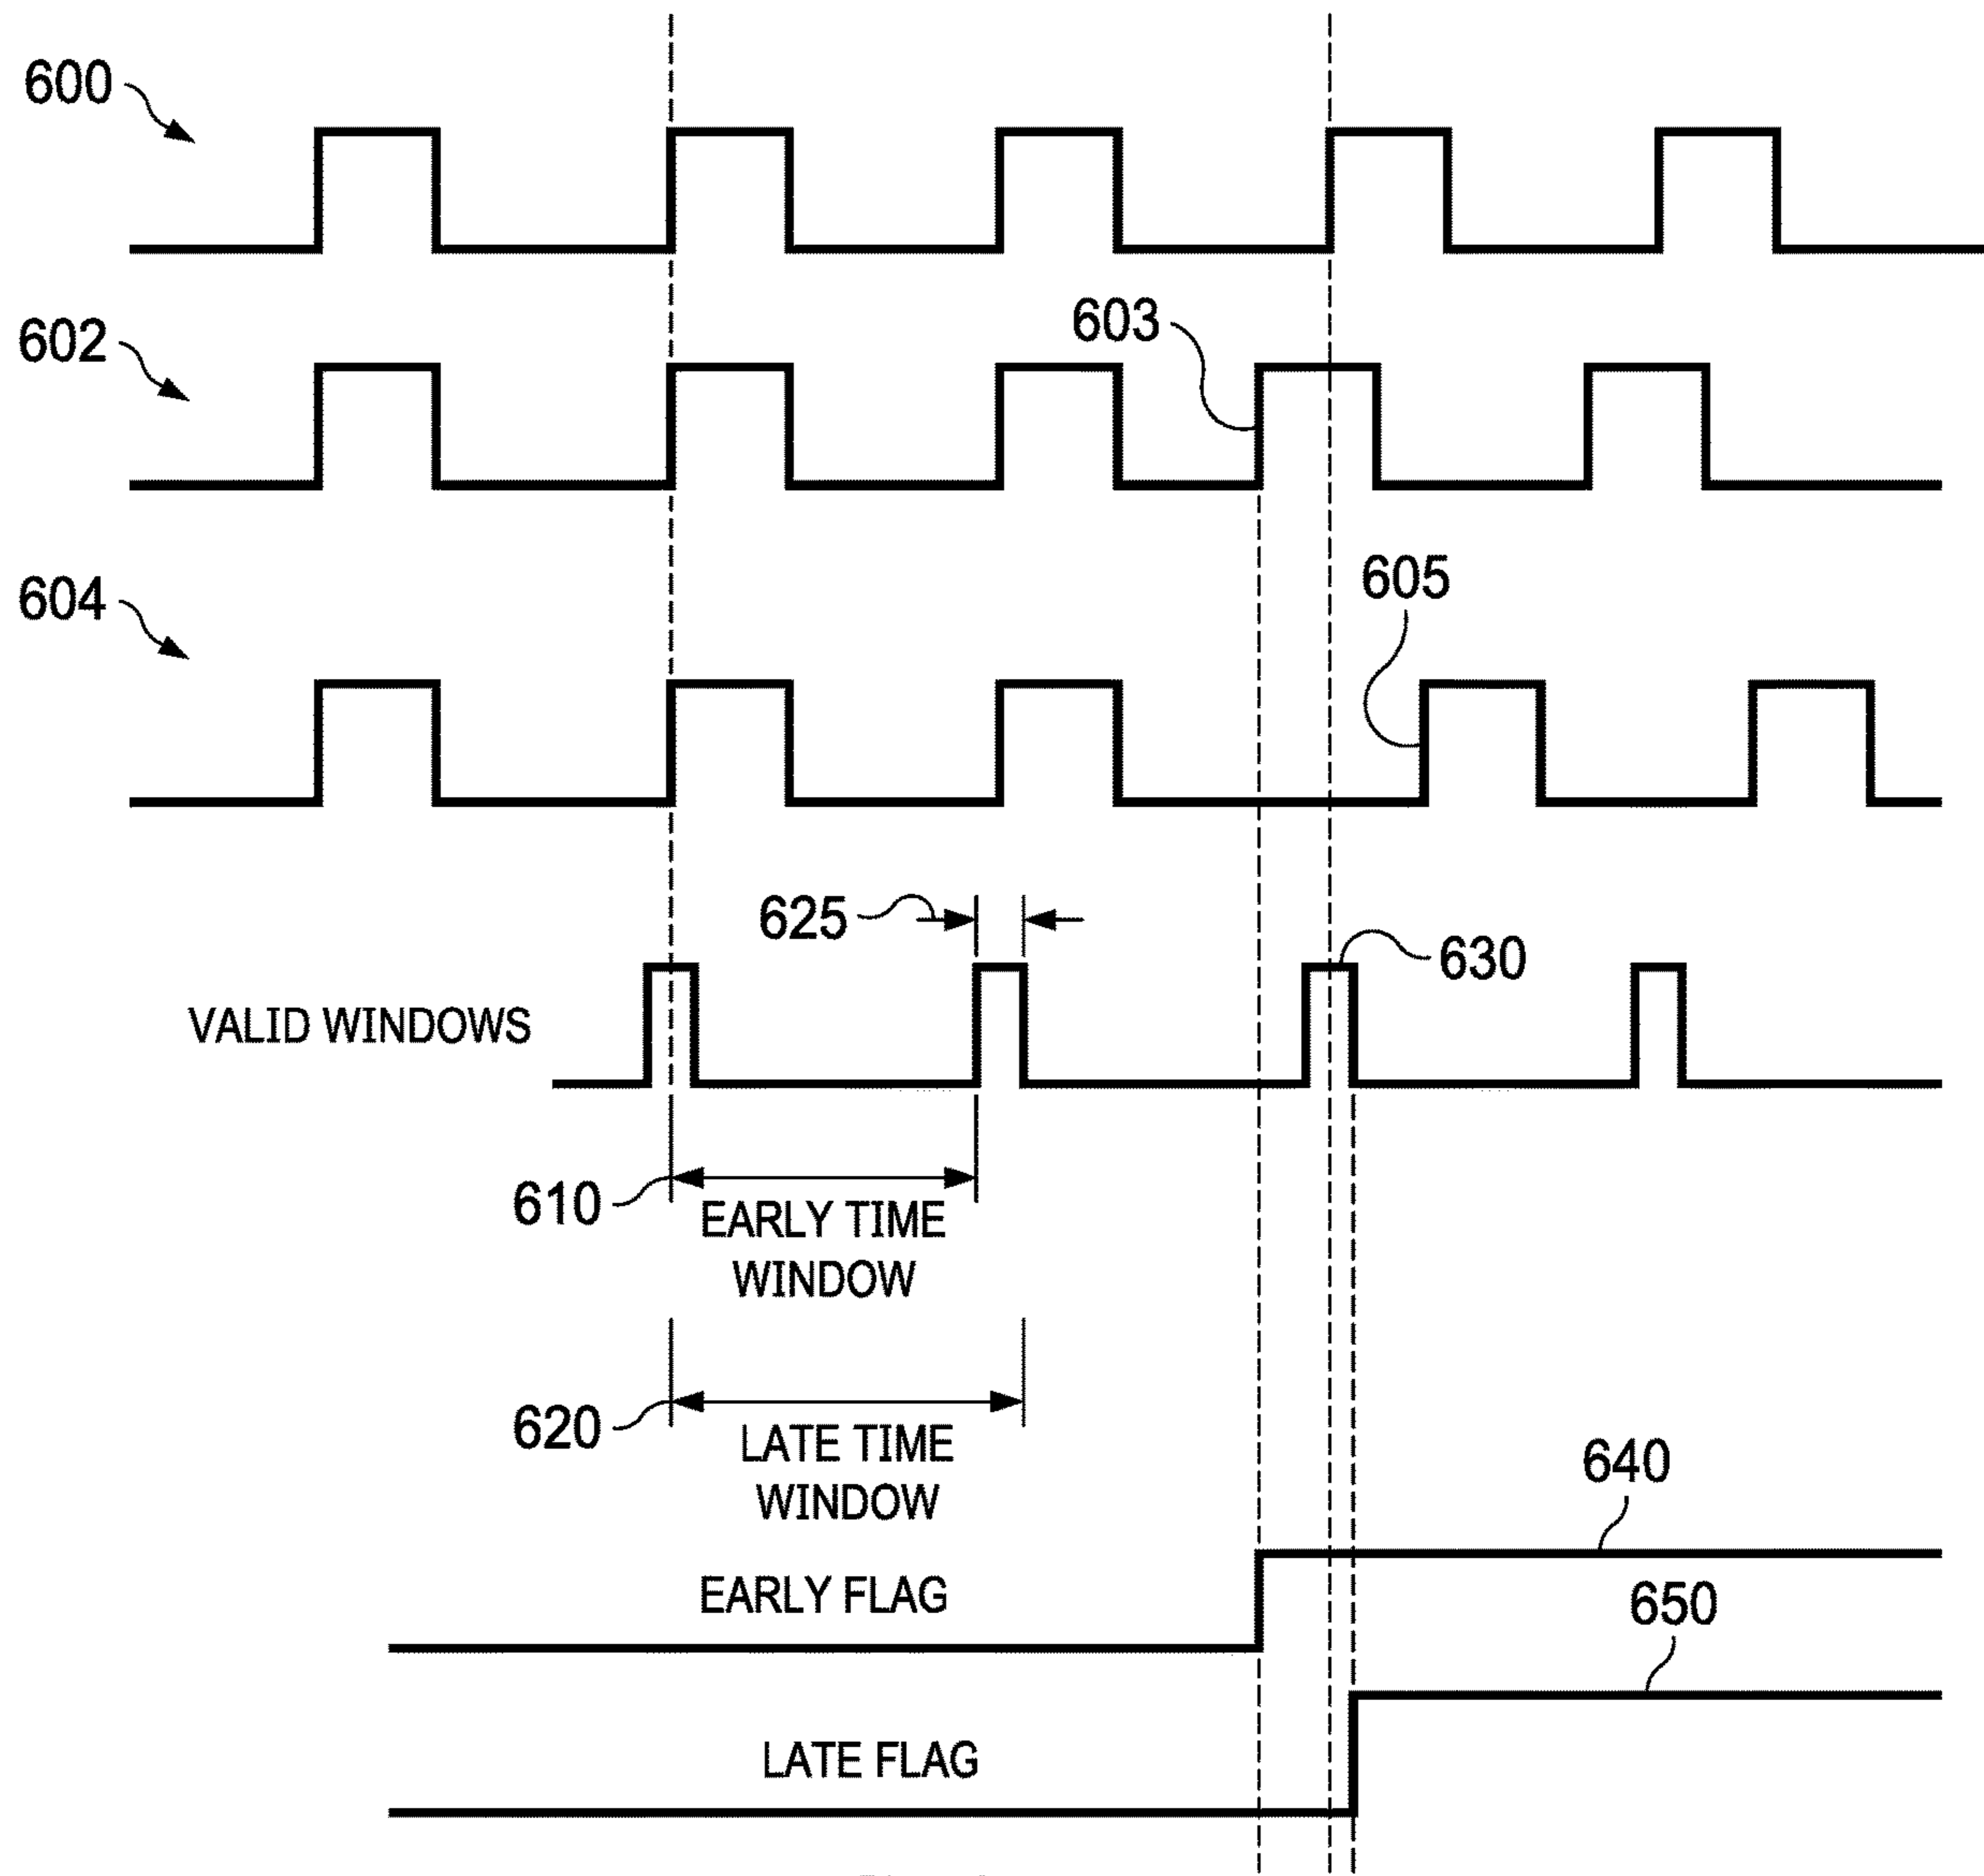 600
602
603
604
605
625
630
VALID WINDOWS
610
EARLY TIME
WINDOW
620
LATE TIME
WINDOW
640
EARLY FLAG
650
LATE FLAG